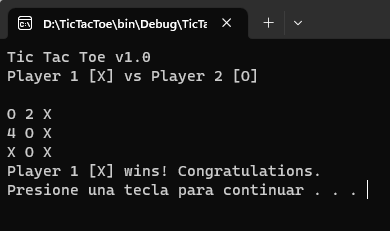 D:\TicTacToe\bin\Debug\TicTa
Tic Tac Toe v1.0
Player 1 [X] vs Player 2 [O]
O 2 X
4 O X
X O X
Player 1 [X] wins! Congratulations.
Presione una tecla para continuar . . .